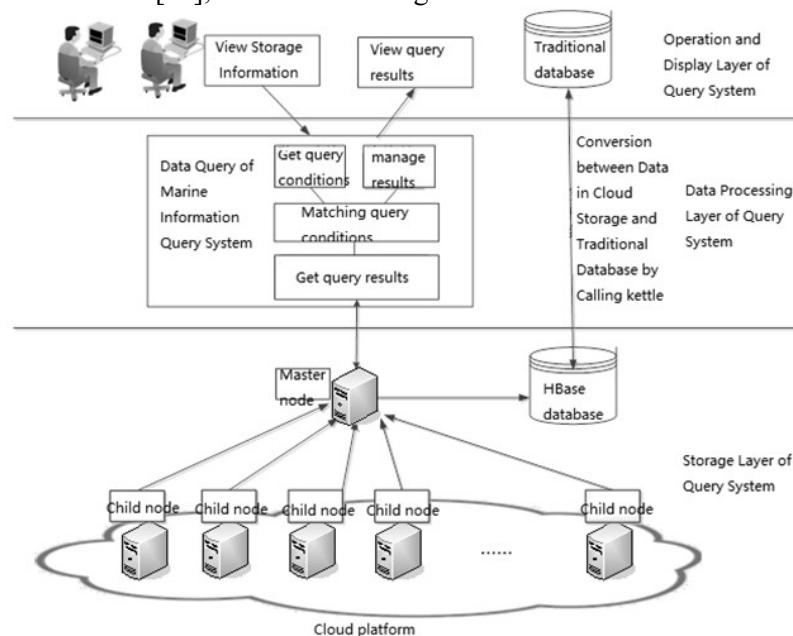 View Storage
Information
View query
results
Traditional
database
Operation and
Display Layer of
Query System
Data Query of
Marine
Information
Query System
Get query
conditions
manage
results
Matching query
conditions
Get query results
Conversion
between Data
in Cloud
Storage and
Traditional
Database by
Calling kettle
Data Processing
Layer of Query
System
Master
node
HBase
database
Storage Layer of
Query System
Child node
Child node
Child node
Child node
Child node
......
Cloud platform